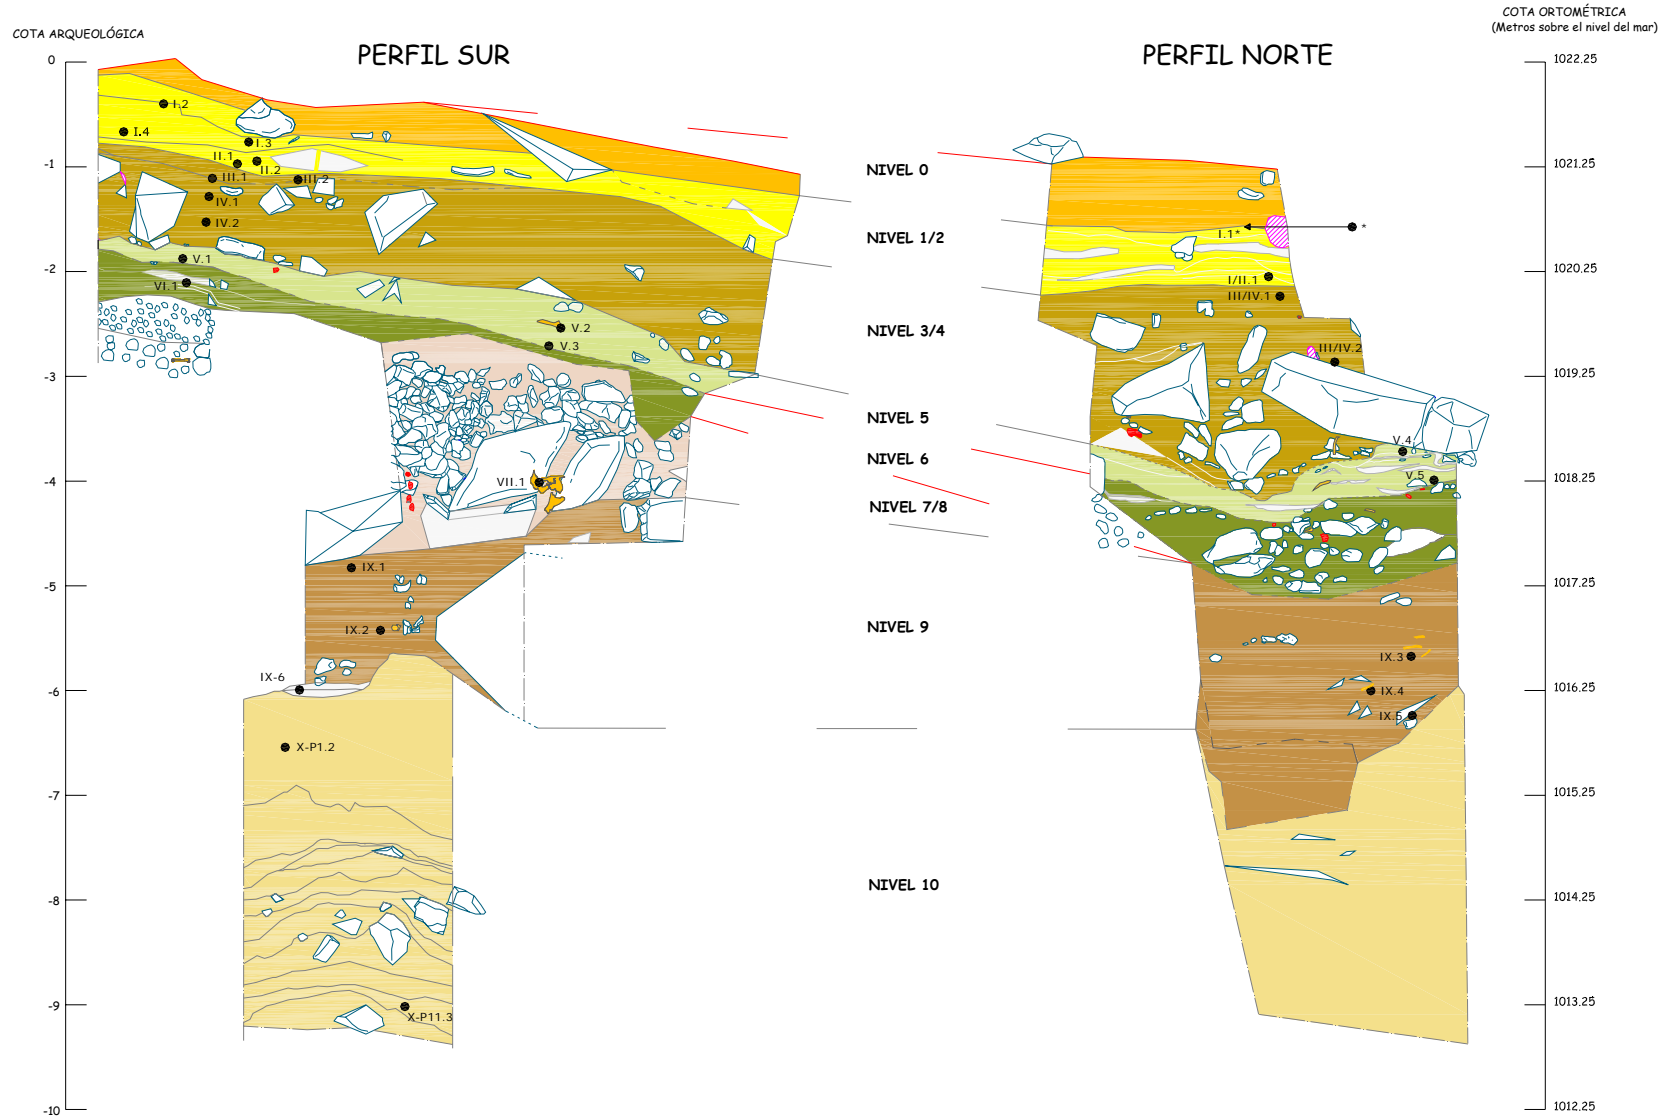 COTA ARQUEOLÓGICA
COTA ORTOMÉTRICA
(Metros sobre el nivel del mar)
PERFIL SUR
PERFIL NORTE
0
-1
-2
-3
-4
-5
-6
-7
-8
-9
-10
I.2
I.4
I.3
II.1
II.2
III.1
III.2
IV.1
IV.2
V.1
VI.1
V.2
V.3
VII.1
IX.1
IX.2
IX-6
X-P1.2
X-P11.3
NIVEL 0
NIVEL 1/2
NIVEL 3/4
NIVEL 5
NIVEL 6
NIVEL 7/8
NIVEL 9
NIVEL 10
I.1*
*
I/II.1
III/IV.1
III/IV.2
V.4
V.5
IX.3
IX.4
IX.5
1022.25
1021.25
1020.25
1019.25
1018.25
1017.25
1016.25
1015.25
1014.25
1013.25
1012.25